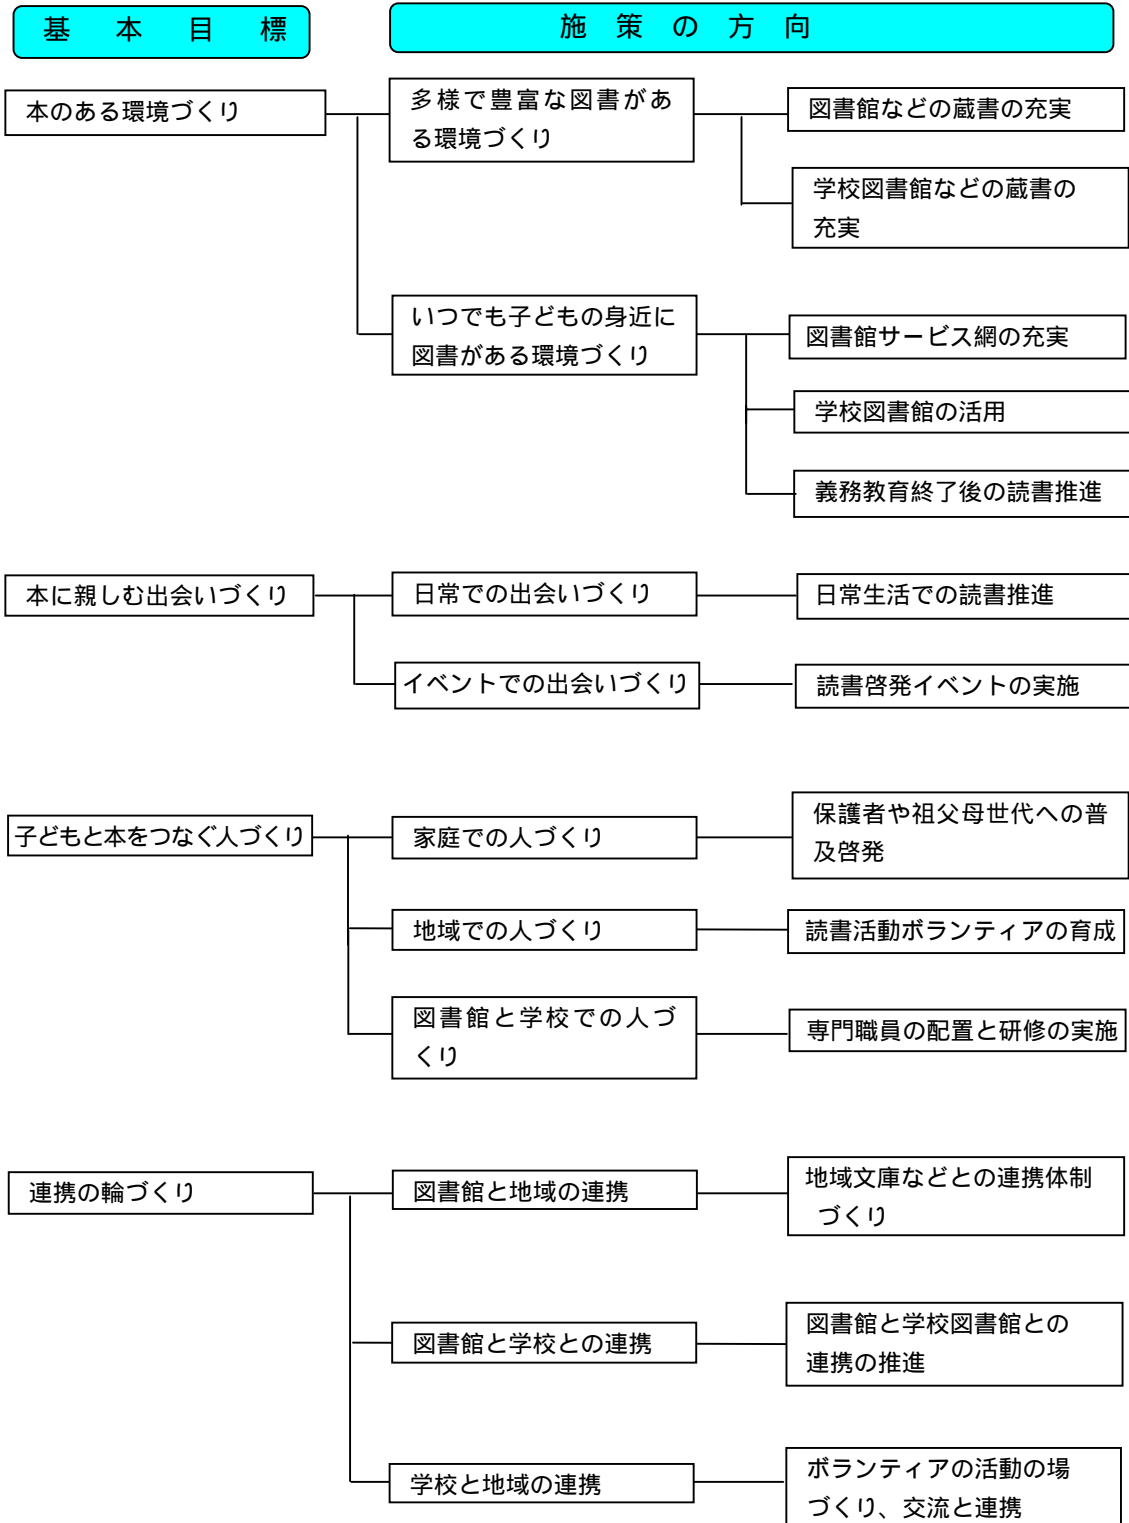 基本目標
施策の方向
本のある環境づくり
多様で豊富な図書があ
る環境づくり
図書館などの蔵書の充実
学校図書館などの蔵書の
充実
いつでも子どもの身近に
図書がある環境づくり
図書館サービス網の充実
学校図書館の活用
義務教育終了後の読書推進
本に親しむ出会いづくり
日常での出会いづくり
日常生活での読書推進
イベントでの出会いづくり
読書啓発イベントの実施
子どもと本をつなぐ人づくり
家庭での人づくり
保護者や祖父母世代への普
及啓発
地域での人づくり
読書活動ボランティアの育成
図書館と学校での人づ
くり
専門職員の配置と研修の実施
連携の輪づくり
図書館と地域の連携
地域文庫などとの連携体制
づくり
図書館と学校との連携
図書館と学校図書館との
連携の推進
学校と地域の連携
ボランティアの活動の場
づくり、交流と連携